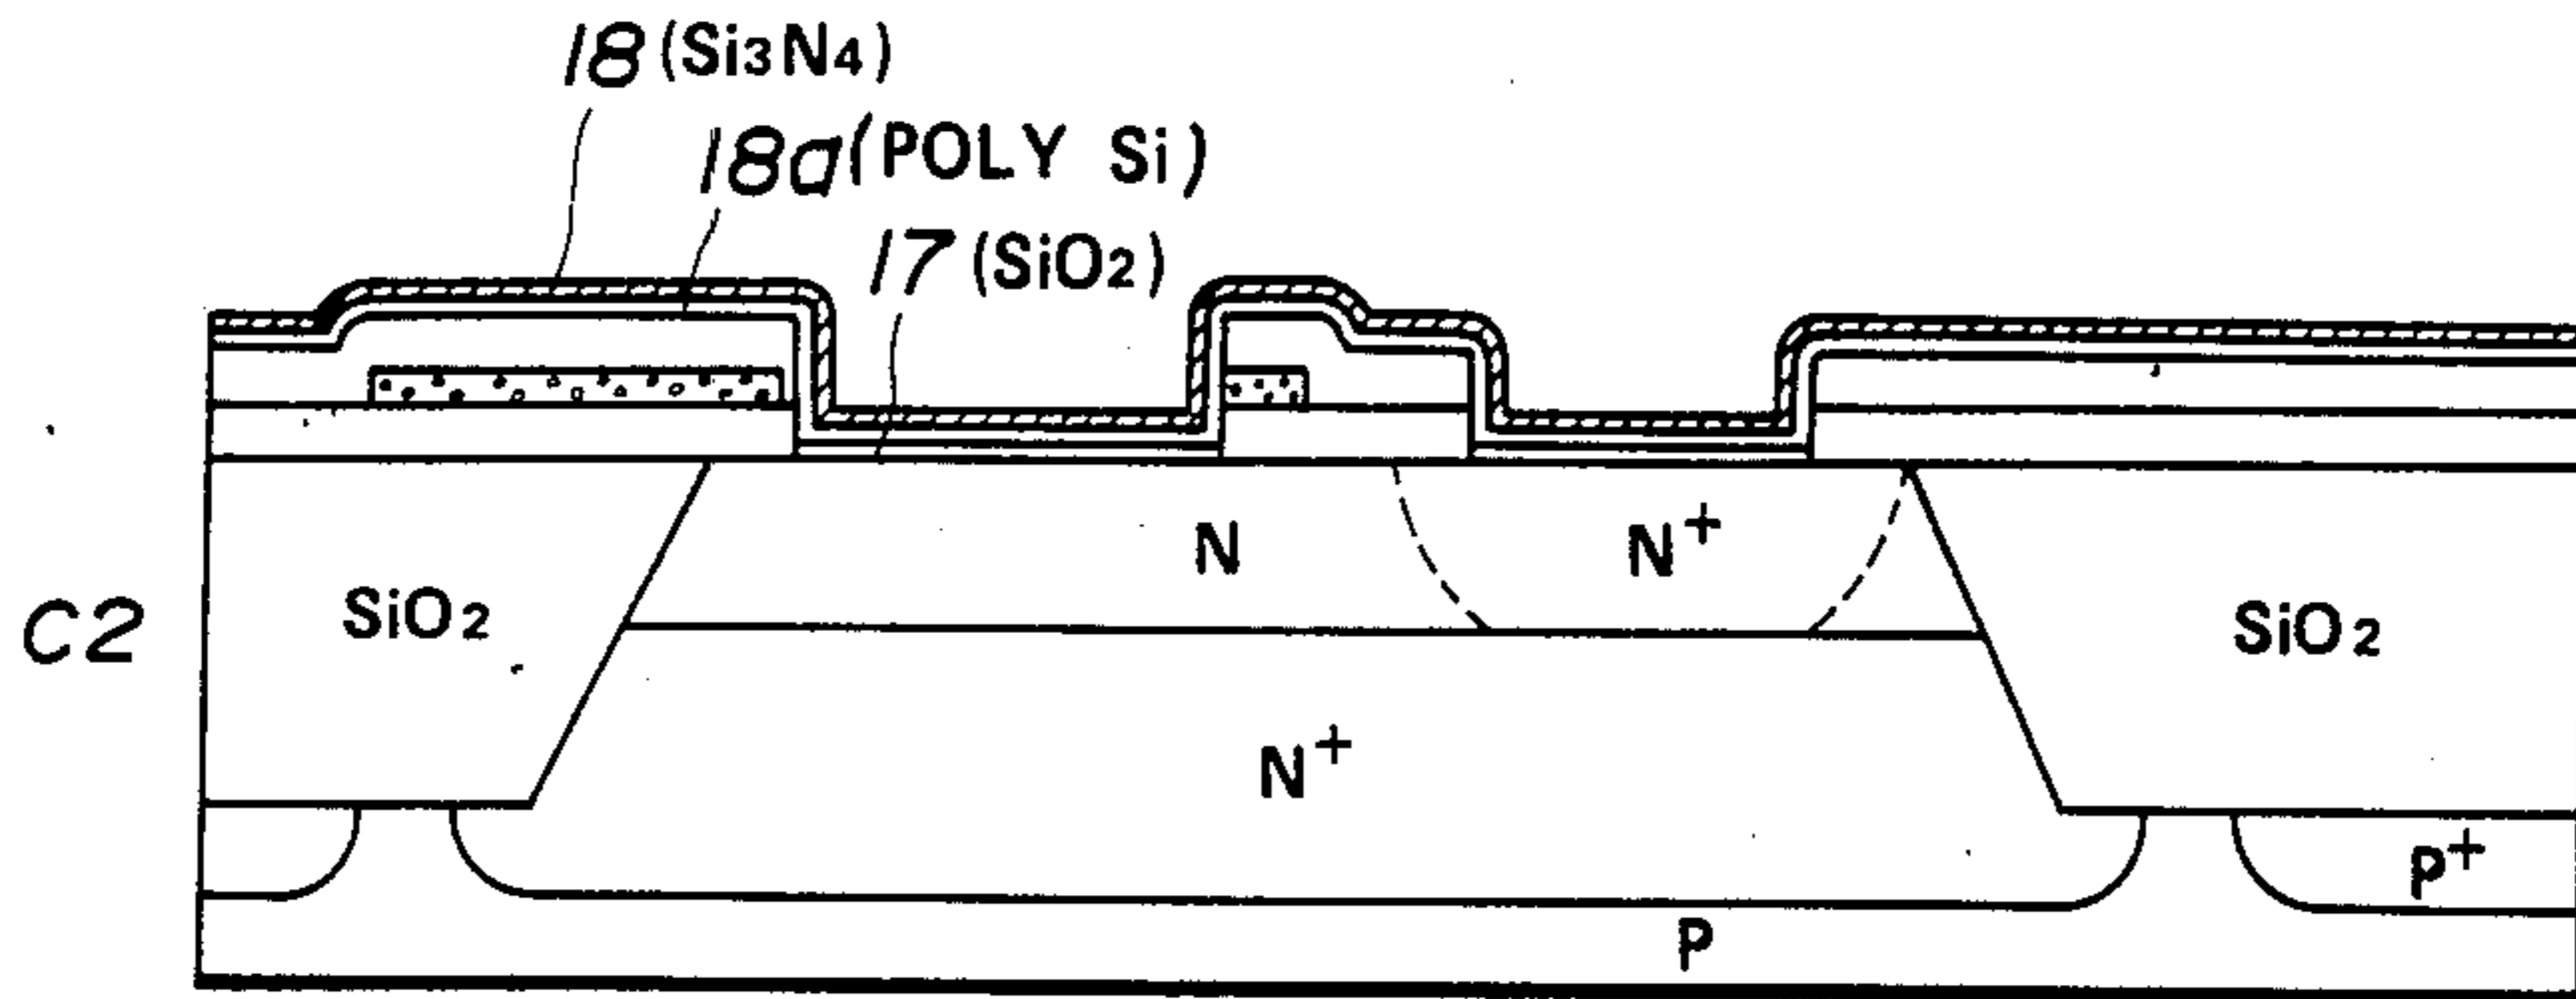 18 (Si3N4)
18a (POLY Si)
17 (SiO2)
N
N+
C2
SiO2
SiO2
N+
P+
P